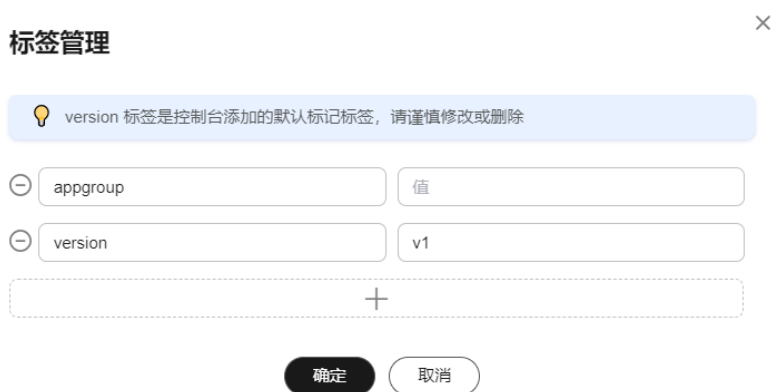 标签管理
version 标签是控制台添加的默认标记标签，请谨慎修改或删除
appgroup 值
version v1
确定 取消